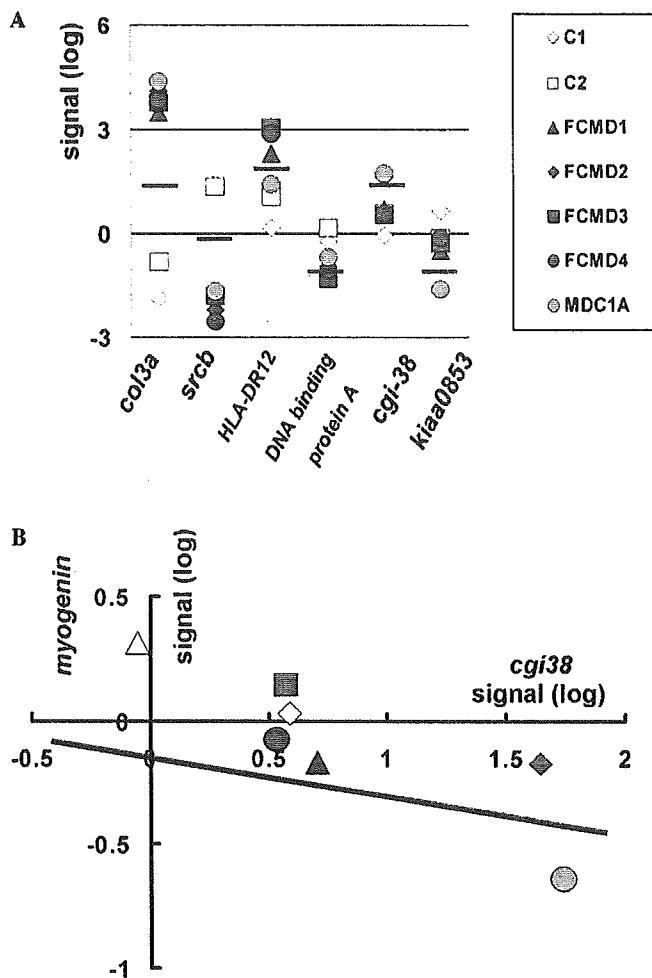 A
signal (log)
6
3
0
-3
col3a
srcb
HLA-DR12
DNA binding
protein A
cgi-38
kiaa0853
C1
C2
FCMD1
FCMD2
FCMD3
FCMD4
MDC1A
B
myogenin
signal (log)
0.5
0
-0.5
-1
cgi38
signal (log)
-0.5
0
0.5
1
1.5
2